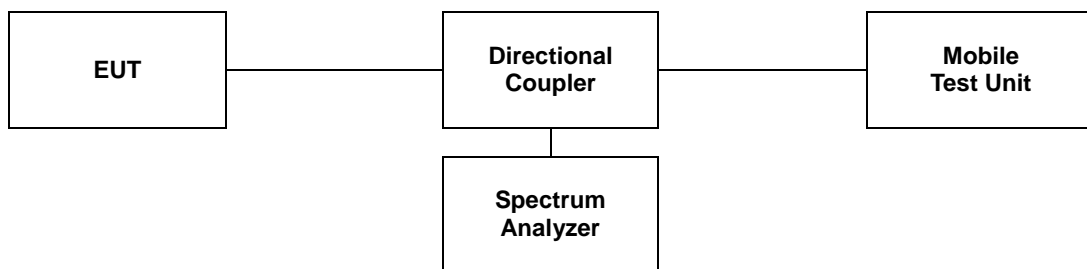 EUT
Directional
Coupler
Mobile
Test Unit
Spectrum
Analyzer